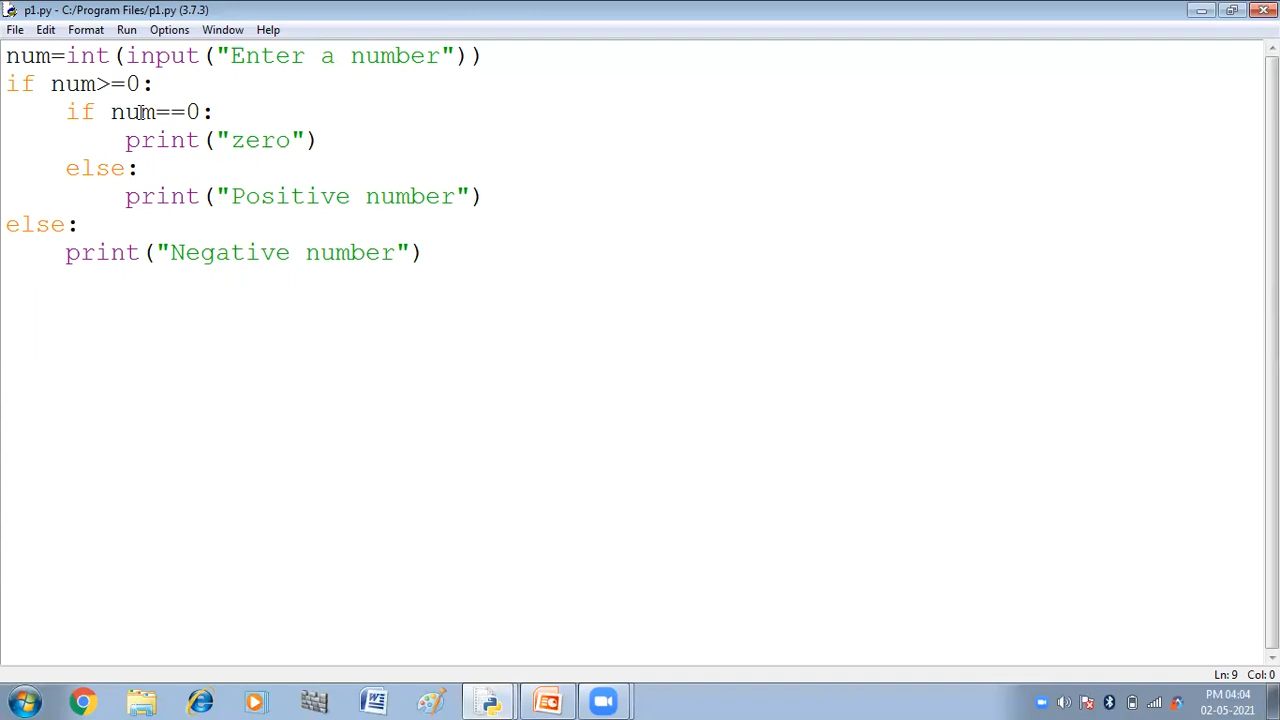 p1.py - C:/Program Files/p1.py (3.7.3)
File Edit Format Run Options Window Help
num=int(input("Enter a number"))
if num>=0:
    if num==0:
        print("zero")
    else:
        print("Positive number")
else:
    print("Negative number")
Ln: 9 Col: 0
PM 04:04
02-05-2021